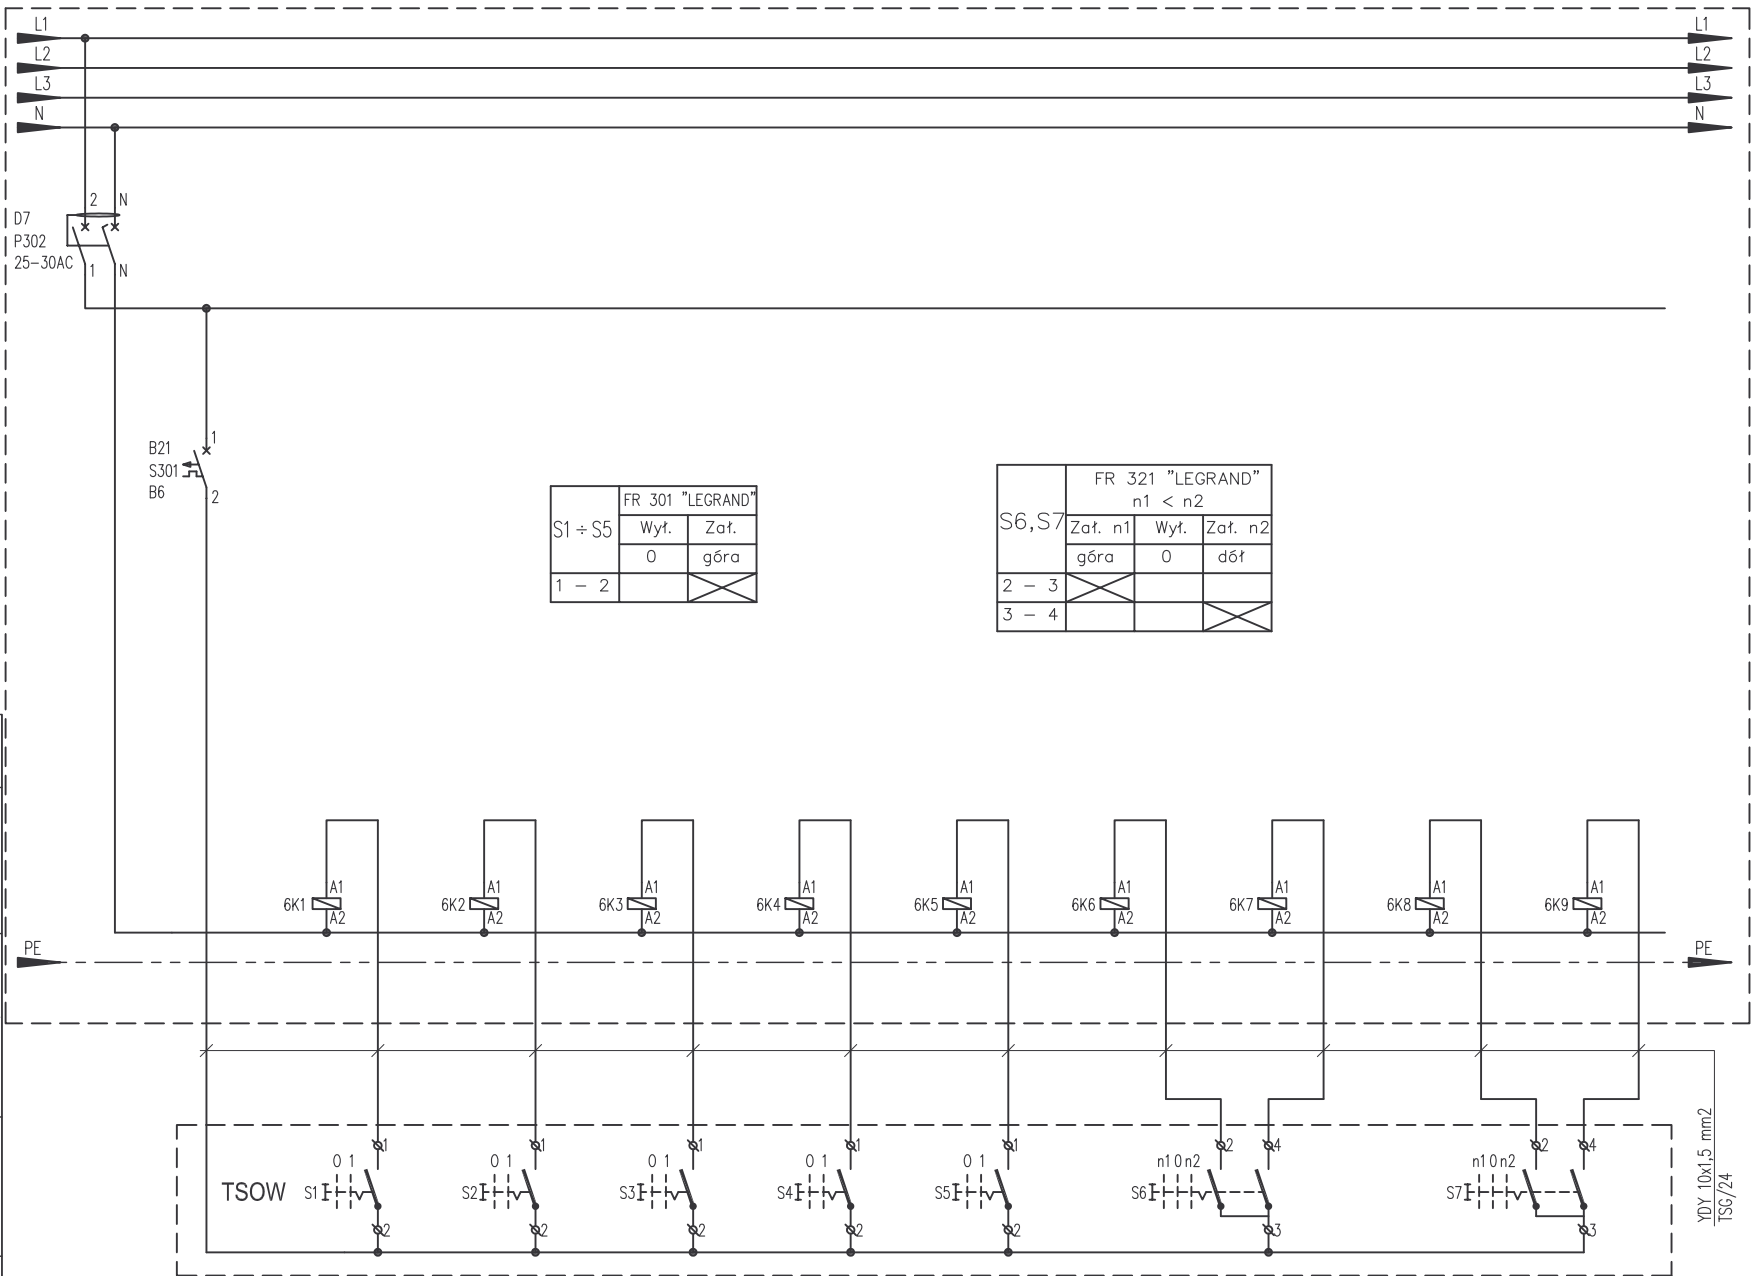 L1 L1
L2 L2
L3 L3
N N
2 N
D7
P302
25-30AC
1 N
B21
S301
B6
1
2
S1 ÷ S5
FR 301 "LEGRAND"
Wył. Zał.
0 góra
1 - 2
S6,S7
FR 321 "LEGRAND"
n1 < n2
Zał. n1 Wył. Zał. n2
góra 0 dół
2 - 3
3 - 4
A1 A1 A1 A1 A1 A1 A1 A1 A1
6K1 6K2 6K3 6K4 6K5 6K6 6K7 6K8 6K9
A2 A2 A2 A2 A2 A2 A2 A2 A2
PE PE
YDY 10x1,5 mm2
TSG/24
1 1 1 1 1 2 4 2 4
0 1 0 1 0 1 0 1 0 1 n1 0 n2 n1 0 n2
TSOW S1 S2 S3 S4 S5 S6 S7
2 2 2 2 2 3 3